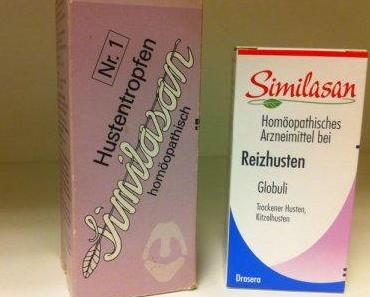 Nr. 1
Hustentropfen
Similasan
homöopathisch
Similasan
Homöopathisches
Arzneimittel bei
Reizhusten
Globuli
Trockener Husten,
Kitzelhusten
Drosera